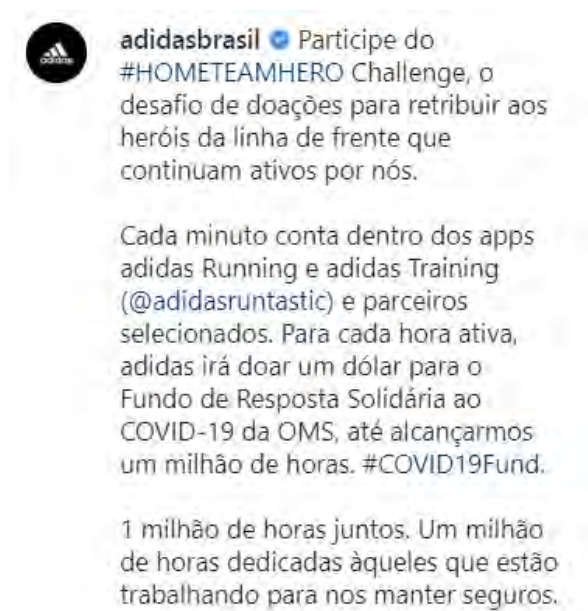 adidas
adidasbrasil Participe do
#HOMETEAMHERO Challenge, o
desafio de doações para retribuir aos
heróis da linha de frente que
continuam ativos por nós.
Cada minuto conta dentro dos apps
adidas Running e adidas Training
(@adidasruntastic) e parceiros
selecionados. Para cada hora ativa,
adidas irá doar um dólar para o
Fundo de Resposta Solidária ao
COVID-19 da OMS, até alcançarmos
um milhão de horas. #COVID19Fund.
1 milhão de horas juntos. Um milhão
de horas dedicadas àqueles que estão
trabalhando para nos manter seguros.